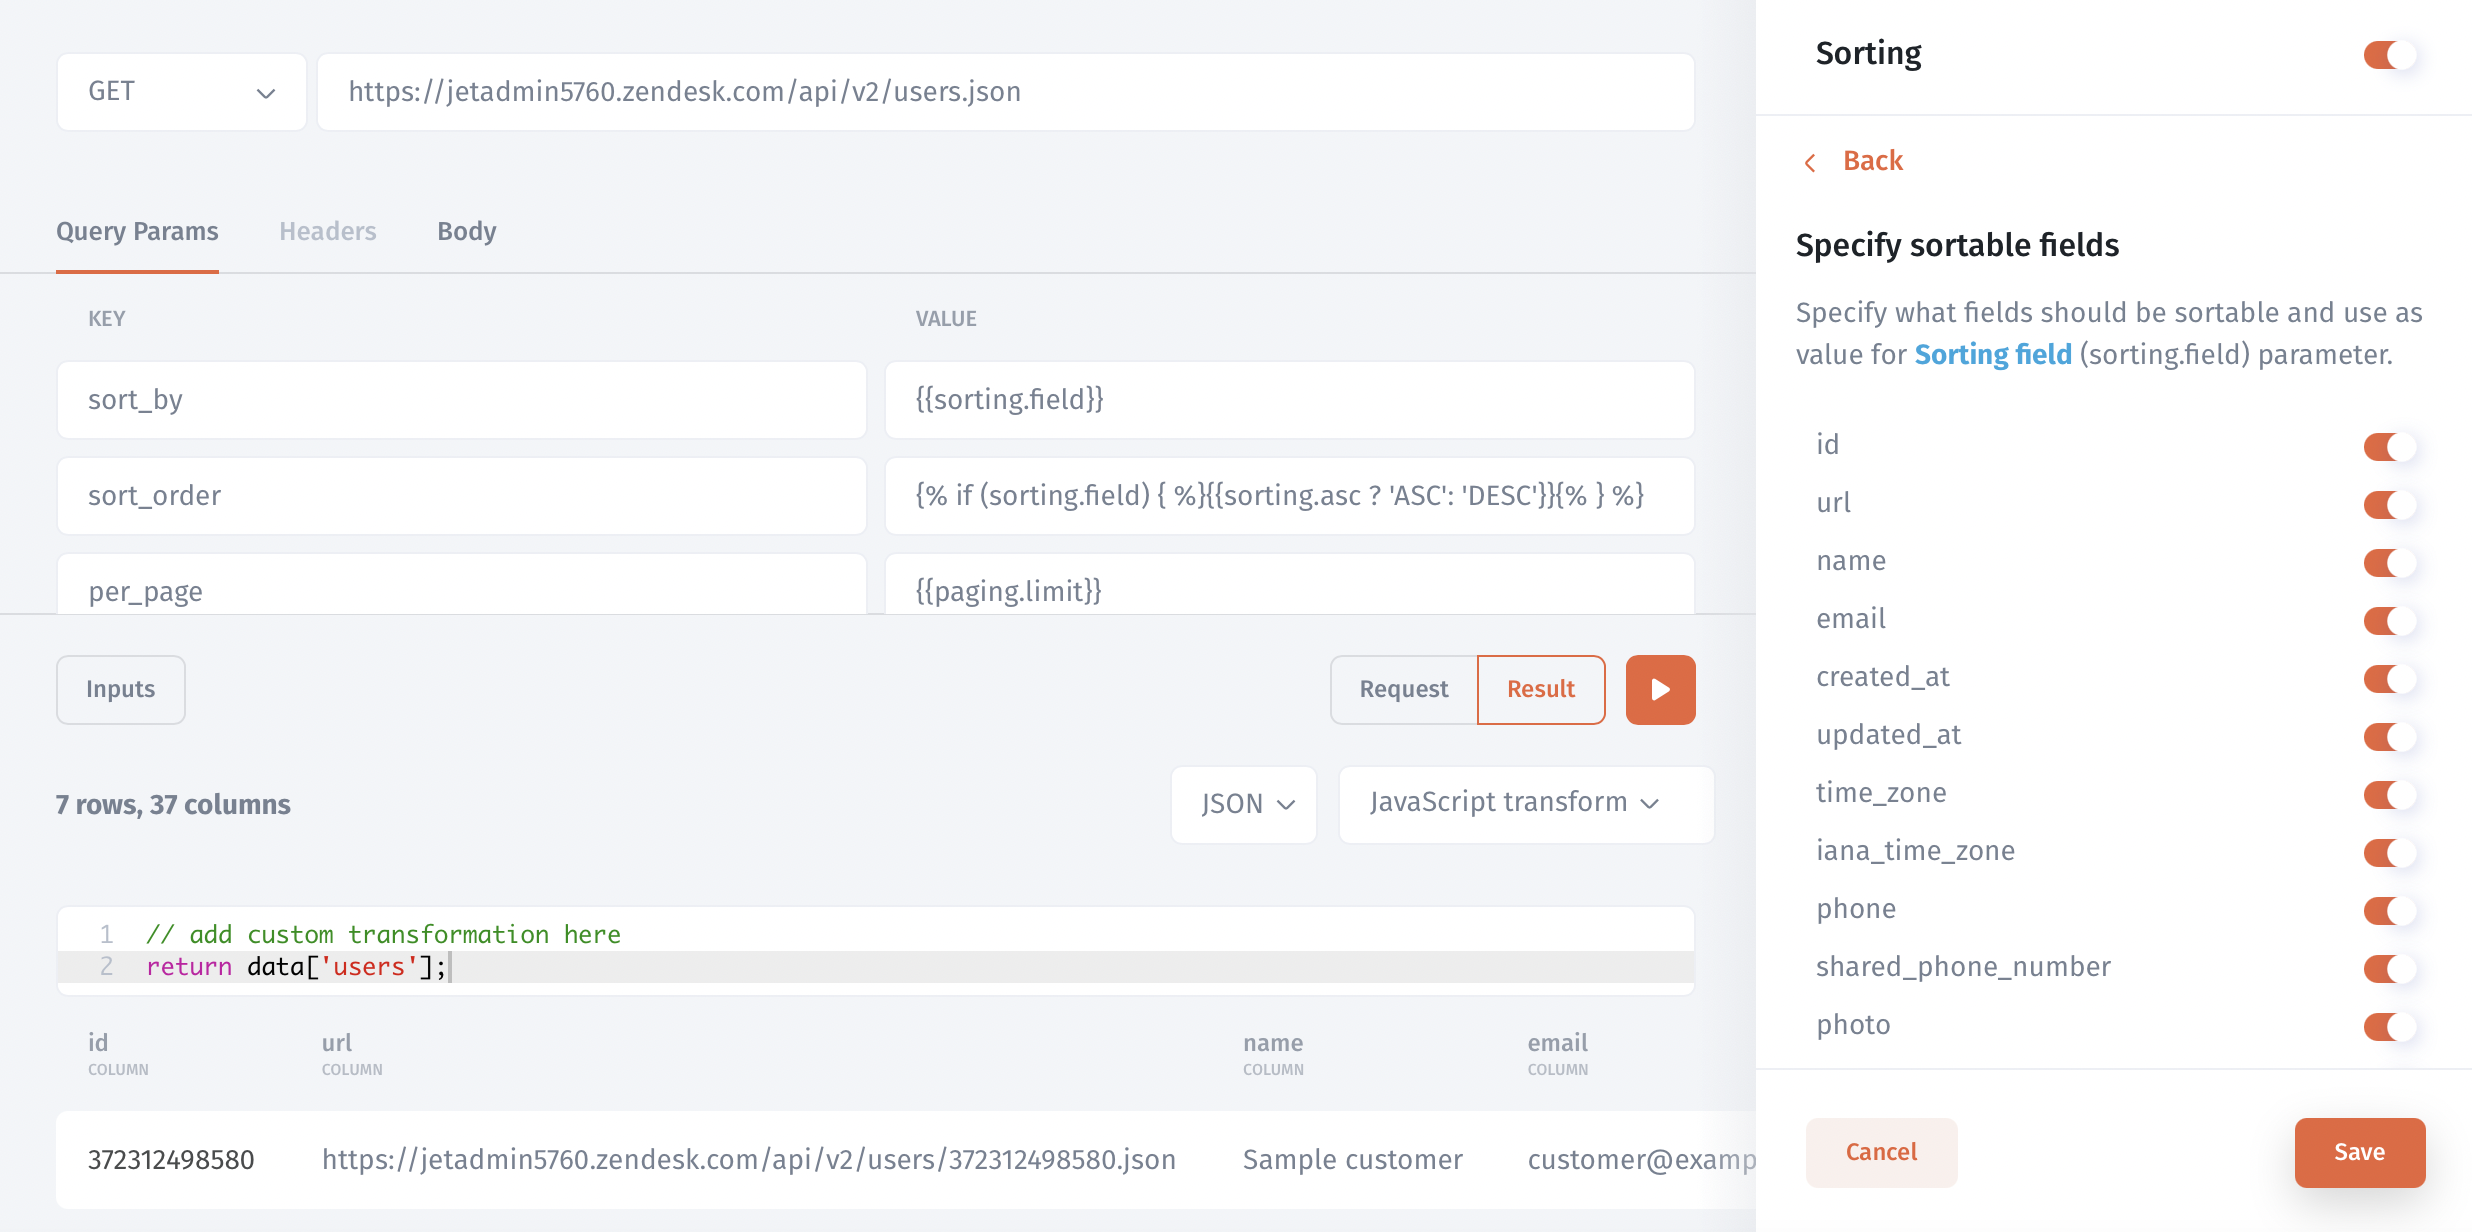 GET
https://jetadmin5760.zendesk.com/api/v2/users.json
Query Params
Headers
Body
KEY
VALUE
sort_by
{{sorting.field}}
sort_order
{% if (sorting.field) { %}{{sorting.asc ? 'ASC': 'DESC'}}{% } %}
per_page
{{paging.limit}}
Inputs
Request
Result
7 rows, 37 columns
JSON
JavaScript transform
1 // add custom transformation here
2 return data['users'];
id
url
name
email
COLUMN
COLUMN
COLUMN
COLUMN
372312498580
https://jetadmin5760.zendesk.com/api/v2/users/372312498580.json
Sample customer
customer@examp
Sorting
Back
Specify sortable fields
Specify what fields should be sortable and use as
value for Sorting field (sorting.field) parameter.
id
url
name
email
created_at
updated_at
time_zone
iana_time_zone
phone
shared_phone_number
photo
Cancel
Save